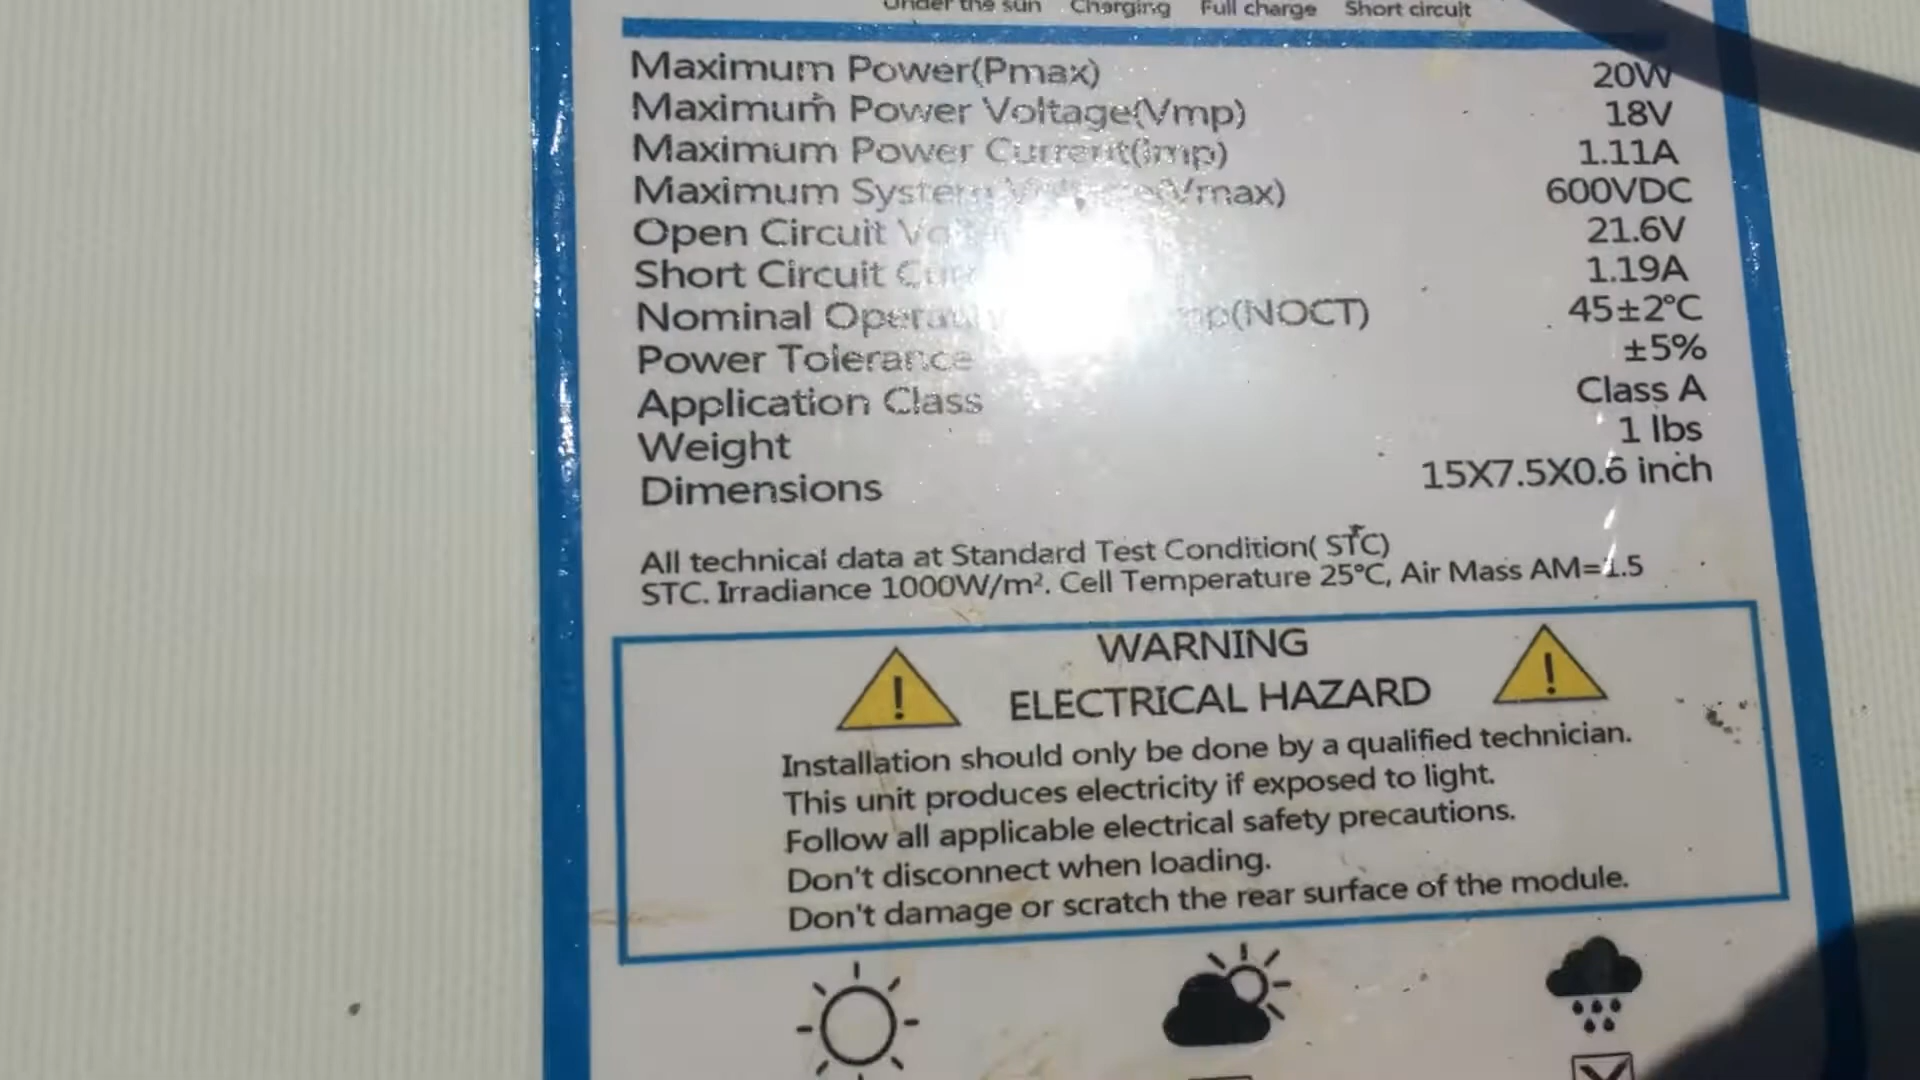 Under the sun Charging Full charge Short circuit
Maximum Power(Pmax) 20W
Maximum Power Voltage(Vmp) 18V
Maximum Power Current(Imp) 1.11A
Maximum System (Vmax) 600VDC
Open Circuit 21.6V
Short Circuit 1.19A
Nominal (NOCT) 45±2°C
Power Tolerance ±5%
Application Class Class A
Weight 1 lbs
Dimensions 15X7.5X0.6 inch
All technical data at Standard Test Condition( STC)
STC. Irradiance 1000W/m². Cell Temperature 25°C, Air Mass AM=1.5
WARNING
ELECTRICAL HAZARD
Installation should only be done by a qualified technician.
This unit produces electricity if exposed to light.
Follow all applicable electrical safety precautions.
Don't disconnect when loading.
Don't damage or scratch the rear surface of the module.